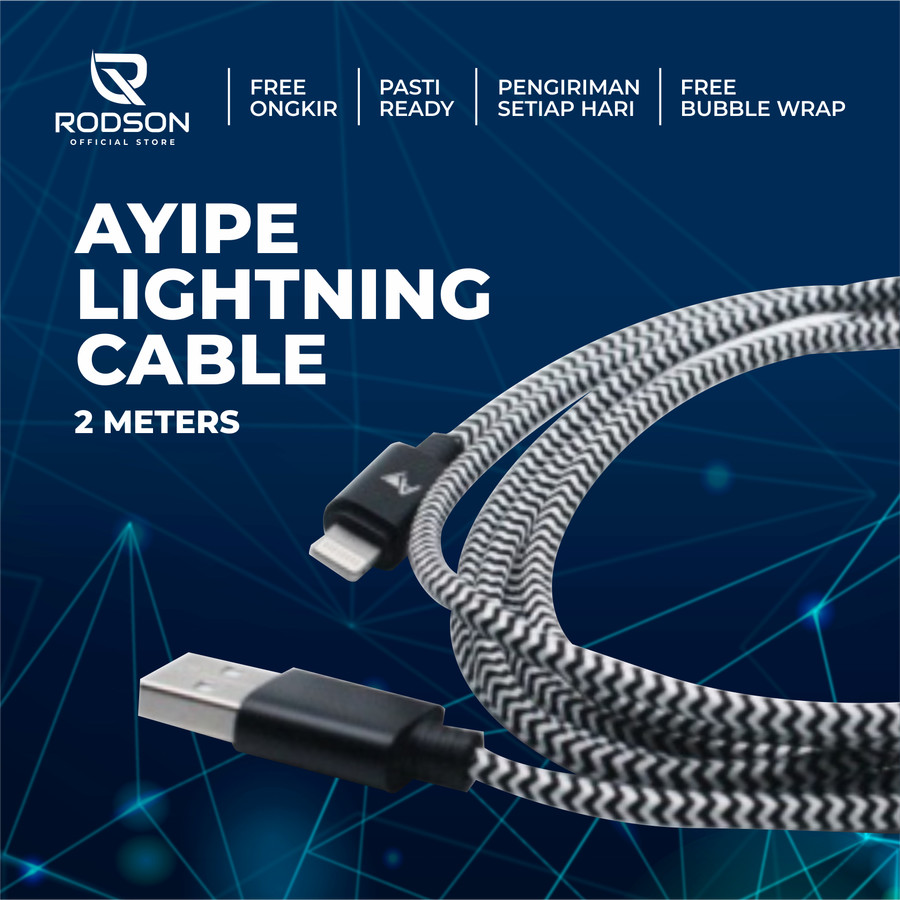 RODSON
OFFICIAL STORE
FREE
ONGKIR
PASTI
READY
PENGIRIMAN
SETIAP HARI
FREE
BUBBLE WRAP
AYIPE
LIGHTNING
CABLE
2 METERS